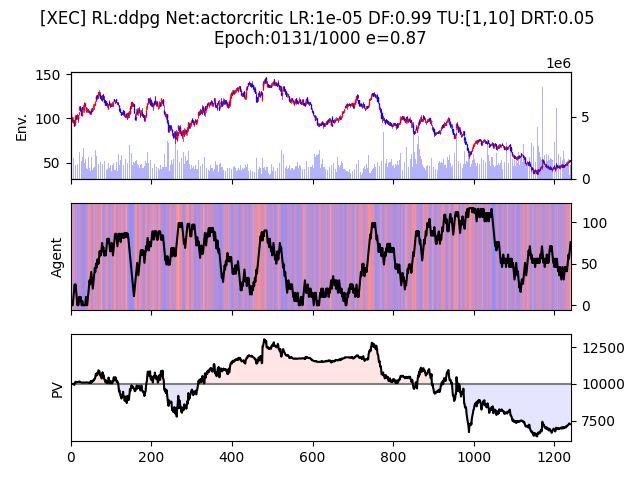 [XEC] RL:ddpg Net:actorcritic LR:1e-05 DF:0.99 TU:[1,10] DRT:0.05
Epoch:0131/1000 e=0.87
1e6
150
100
50
Env.
5
0
Agent
100
50
0
PV
12500
10000
7500
0 200 400 600 800 1000 1200